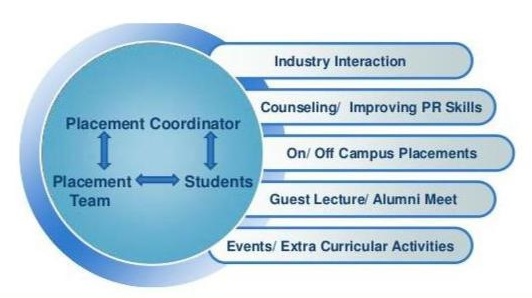 Placement Coordinator
Placement
Team
Students
Industry Interaction
Counseling/ Improving PR Skills
On/ Off Campus Placements
Guest Lecture/ Alumni Meet
Events/ Extra Curricular Activities